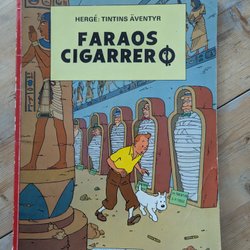 HERGÉ: TINTINS ÄVENTYR
FARAOS
CIGARRER